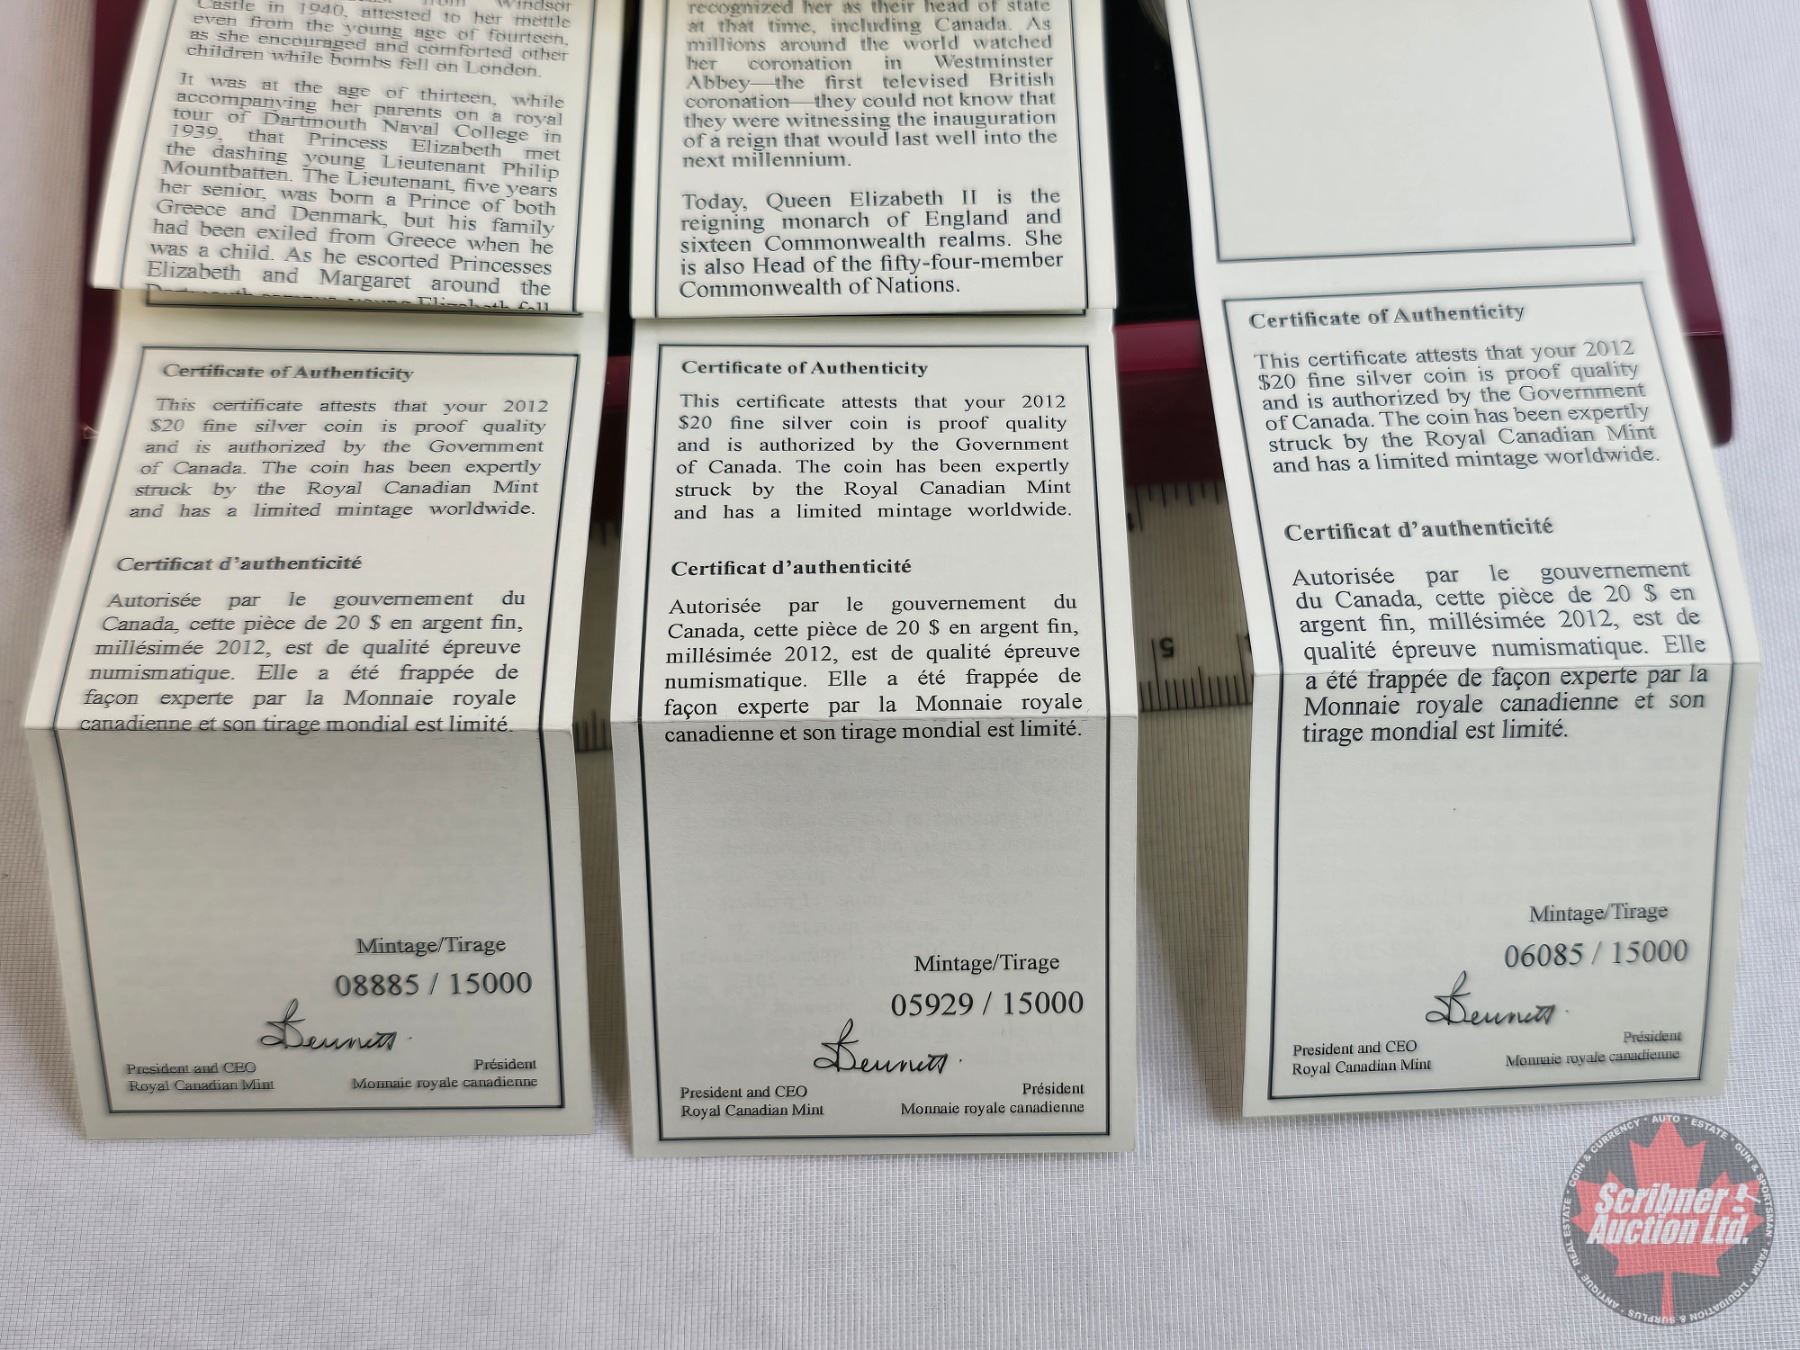 Castle in 1940, attested to her mettle
even from the young age of fourteen,
as she encouraged and comforted other
children while bombs fell on London.
It was at the age of thirteen, while
accompanying her parents on a royal
tour of Dartmouth Naval College in
1939, that Princess Elizabeth met
the dashing young Lieutenant Philip
Mountbatten. The Lieutenant, five years
her senior, was born a Prince of both
Greece and Denmark, but his family
had been exiled from Greece when he
was a child. As he escorted Princesses
Elizabeth and Margaret around the
Certificate of Authenticity
This certificate attests that your 2012
$20 fine silver coin is proof quality
and is authorized by the Government
of Canada. The coin has been expertly
struck by the Royal Canadian Mint
and has a limited mintage worldwide.
Certificat d'authenticité
Autorisée par le gouvernement du
Canada, cette pièce de 20 $ en argent fin,
millésimée 2012, est de qualité épreuve
numismatique. Elle a été frappée de
façon experte par la Monnaie royale
canadienne et son tirage mondial est limité.
Mintage/Tirage
08885 / 15000
Bennett
President and CEO
Royal Canadian Mint
Président
Monnaie royale canadienne
recognized her as their head of state
at that time, including Canada. As
millions around the world watched
her coronation in Westminster
Abbey—the first televised British
coronation—they could not know that
they were witnessing the inauguration
of a reign that would last well into the
next millennium.
Today, Queen Elizabeth II is the
reigning monarch of England and
sixteen Commonwealth realms. She
is also Head of the fifty-four-member
Commonwealth of Nations.
Certificate of Authenticity
This certificate attests that your 2012
$20 fine silver coin is proof quality
and is authorized by the Government
of Canada. The coin has been expertly
struck by the Royal Canadian Mint
and has a limited mintage worldwide.
Certificat d'authenticité
Autorisée par le gouvernement du
Canada, cette pièce de 20 $ en argent fin,
millésimée 2012, est de qualité épreuve
numismatique. Elle a été frappée de
façon experte par la Monnaie royale
canadienne et son tirage mondial est limité.
Mintage/Tirage
05929 / 15000
Bennett
President and CEO
Royal Canadian Mint
Président
Monnaie royale canadienne
5
Certificate of Authenticity
This certificate attests that your 2012
$20 fine silver coin is proof quality
and is authorized by the Government
of Canada. The coin has been expertly
struck by the Royal Canadian Mint
and has a limited mintage worldwide.
Certificat d'authenticité
Autorisée par le gouvernement
du Canada, cette pièce de 20 $ en
argent fin, millésimée 2012, est de
qualité épreuve numismatique. Elle
a été frappée de façon experte par la
Monnaie royale canadienne et son
tirage mondial est limité.
Mintage/Tirage
06085 / 15000
Bennett
President and CEO
Royal Canadian Mint
Président
Monnaie royale canadienne
Scribner
Auction Ltd.
REAL ESTATE · COIN & CURRENCY · AUTO · ESTATE · GUN & SPORTSMAN · FARM · LIQUIDATION & SURPLUS · ANTIQUE